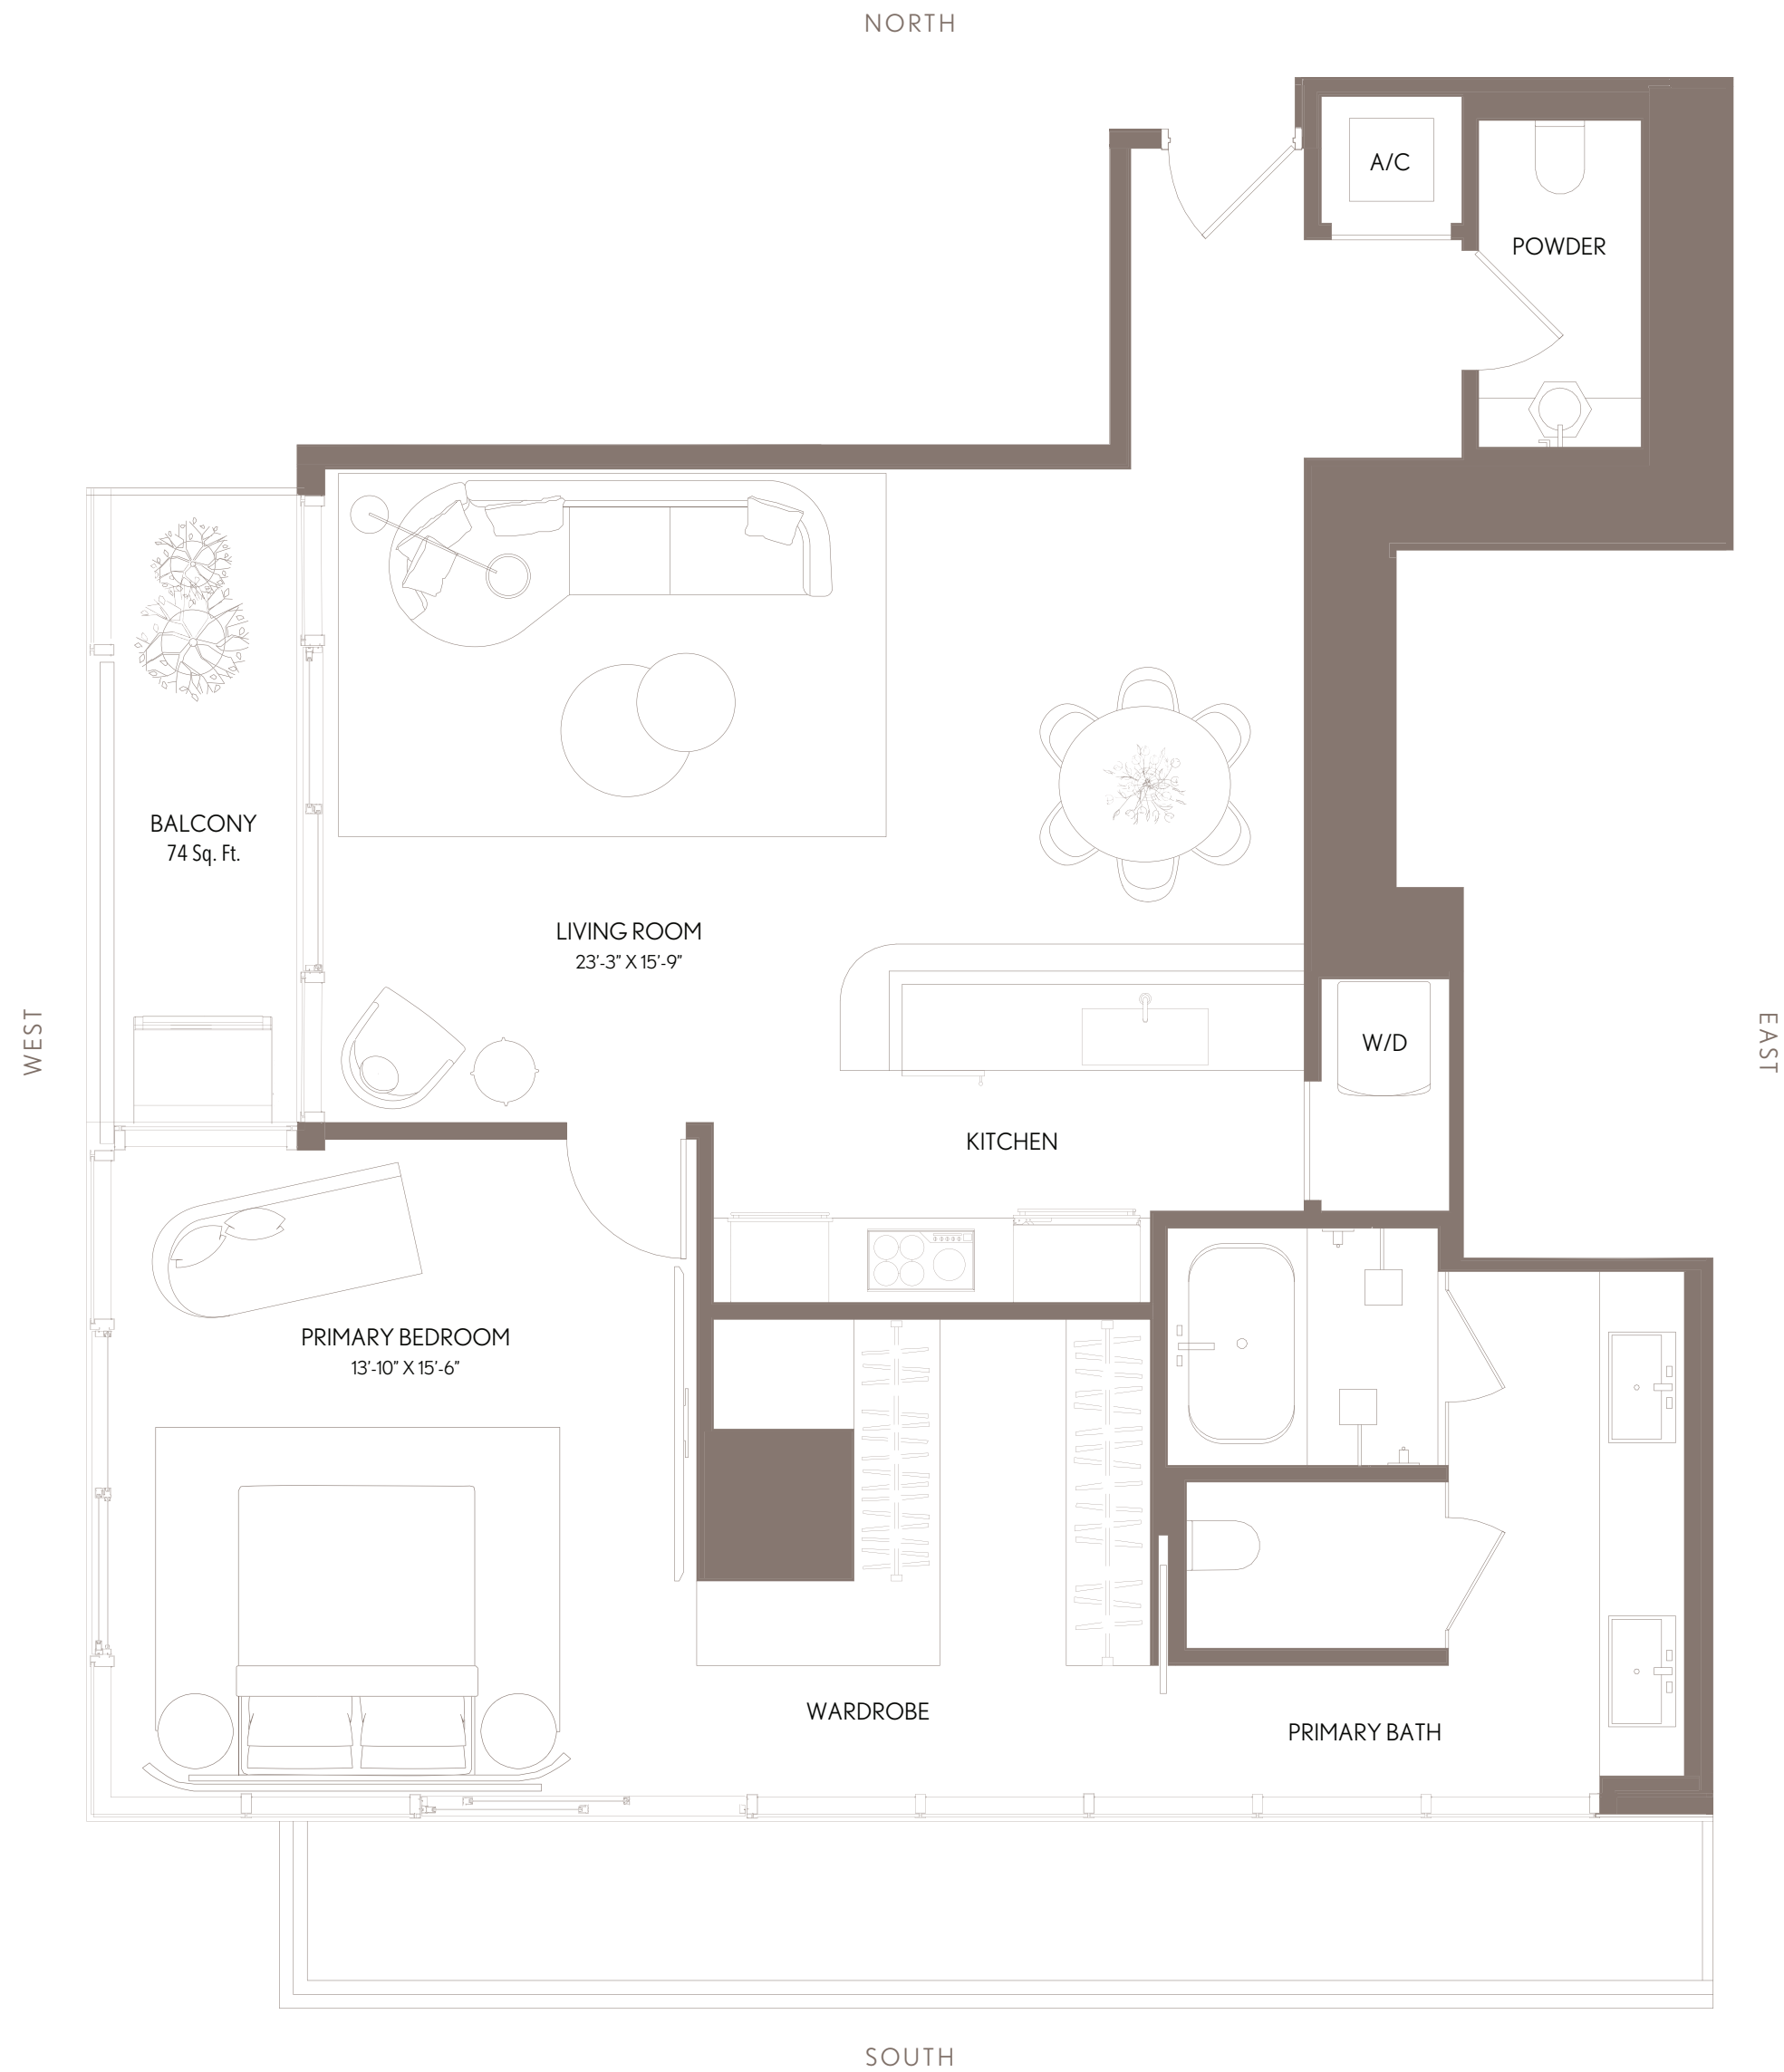 NORTH
A/C
POWDER
BALCONY
74 Sq. Ft.
LIVING ROOM
23'-3" X 15'-9"
WEST
W/D
EAST
KITCHEN
PRIMARY BEDROOM
13'-10" X 15'-6"
WARDROBE
PRIMARY BATH
SOUTH